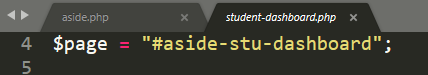 aside.php × student-dashboard.php ×
4 $page = "#aside-stu-dashboard";
5